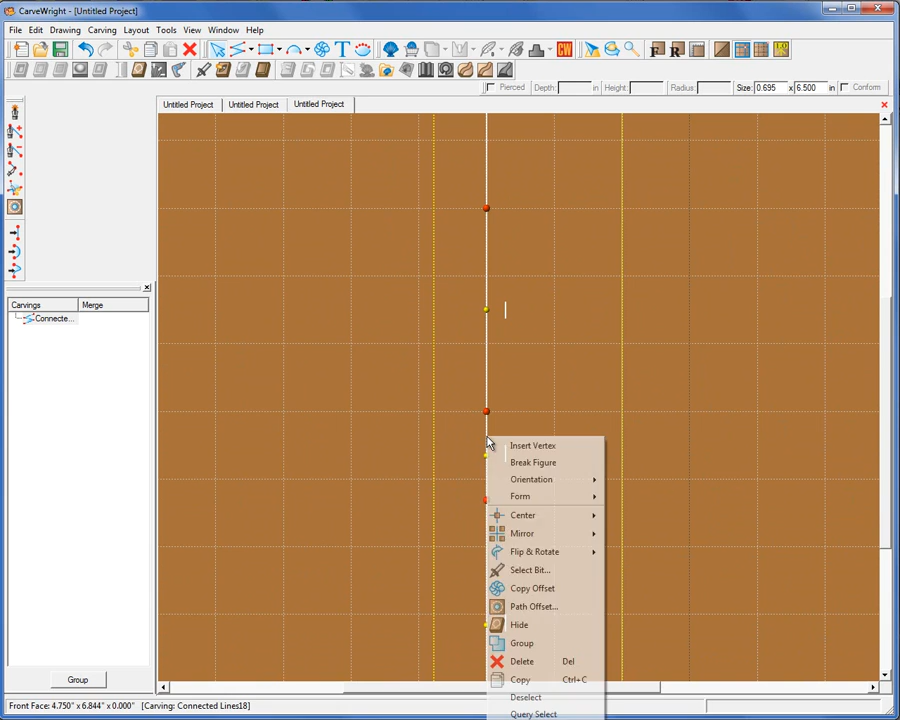 CarveWright - [Untitled Project]
File Edit Drawing Carving Layout Tools View Window Help
Pierced Depth: in Height: in Radius: in Size: 0.695 x 6.500 in Conform
Untitled Project Untitled Project Untitled Project
Carvings Merge
Connecte...
Insert Vertex
Break Figure
Orientation
Form
Center
Mirror
Flip & Rotate
Select Bit...
Copy Offset
Path Offset...
Hide
Group
Delete Del
Copy Ctrl+C
Deselect
Query Select
Group
Front Face: 4.750" x 6.844" x 0.000" [Carving: Connected Lines18]